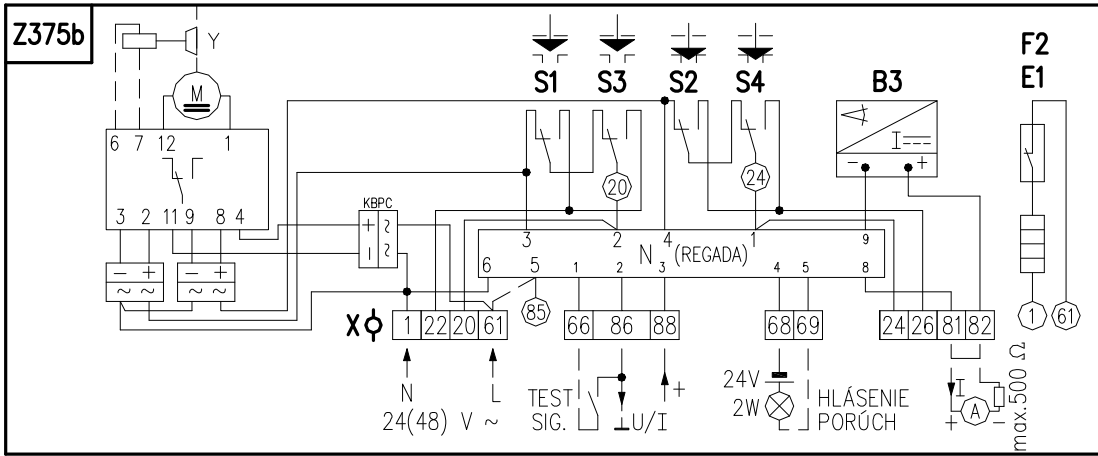 Z375b
Y
M
6 7 12 1
3 2 11 9 8 4
− +
~ ~
− +
~ ~
KBPC
+ ~
− ~
S1 S3 S2 S4
B3
F2
E1
I
− +
20
24
3 2 4 1 9
N (REGADA)
6 5 1 2 3 4 5 8
85
1 61
X 1 22 20 61 66 86 88 68 69 24 26 81 82
N L
24(48) V ~
TEST
SIG.
U/I
+
24V
2W
HLÁSENIE
PORÚCH
I
+ A −
max.500 Ω